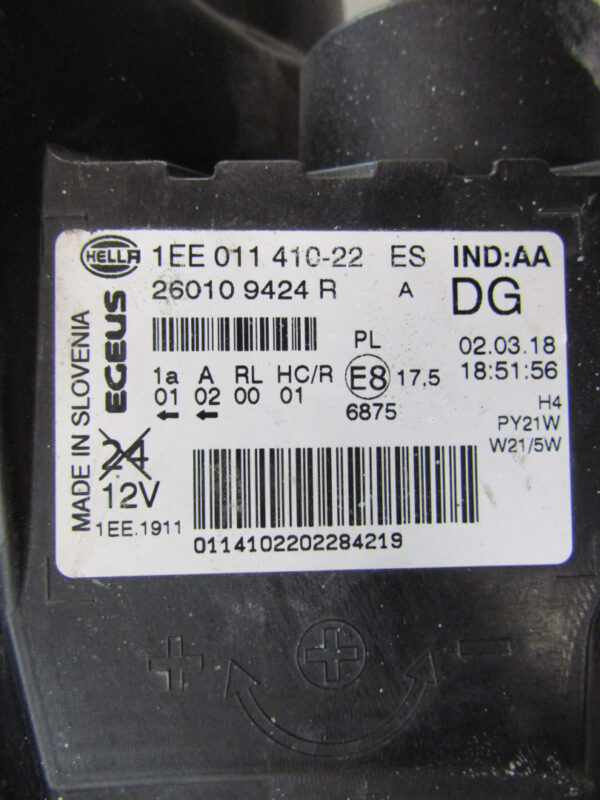 HELLA 1EE 011 410-22 ES IND:AA
26010 9424 R A DG
PL 02.03.18
18:51:56
1a A RL HC/R E8 17,5
01 02 00 01 6875
H4
PY21W
W21/5W
MADE IN SLOVENIA
EGEUS
24
12V
1EE.1911
01141022022 84219